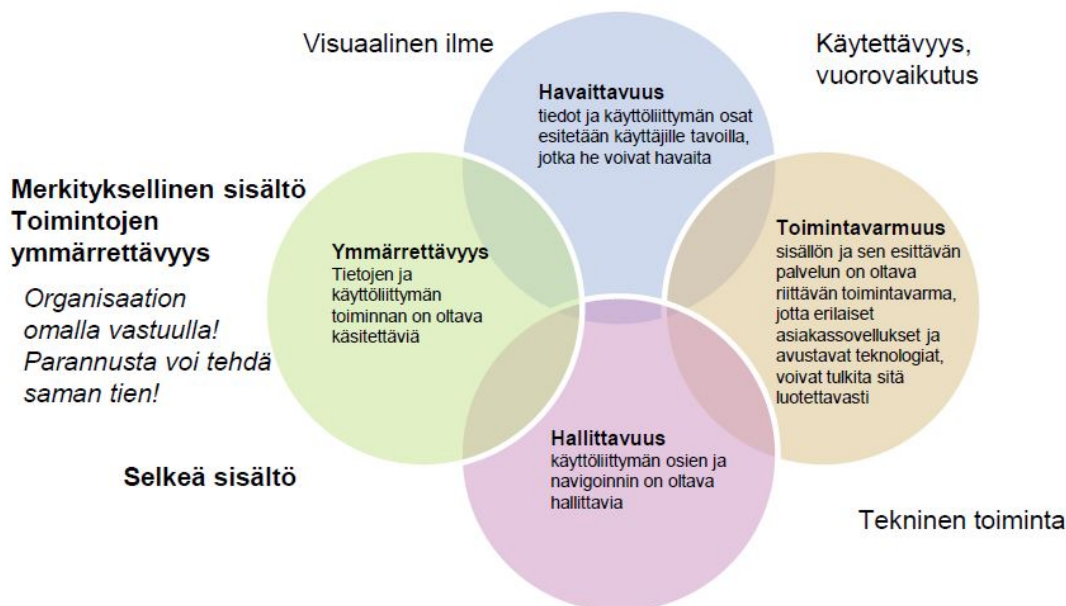 Visuaalinen ilme
Käytettävyys,
vuorovaikutus
Havaittavuus
tiedot ja käyttöliittymän osat
esitetään käyttäjille tavoilla,
jotka he voivat havaita
Merkityksellinen sisältö
Toimintojen
ymmärrettävyys
Organisaation
omalla vastuulla!
Parannusta voi tehdä
saman tien!
Ymmärrettävyys
Tietojen ja
käyttöliittymän
toiminnan on oltava
käsitettäviä
Toimintavarmuus
sisällön ja sen esittävän
palvelun on oltava
riittävän toimintavarma,
jotta erilaiset
asiakassovellukset ja
avustavat teknologiat,
voivat tulkita sitä
luotettavasti
Hallittavuus
käyttöliittymän osien ja
navigoinnin on oltava
hallittavia
Selkeä sisältö
Tekninen toiminta